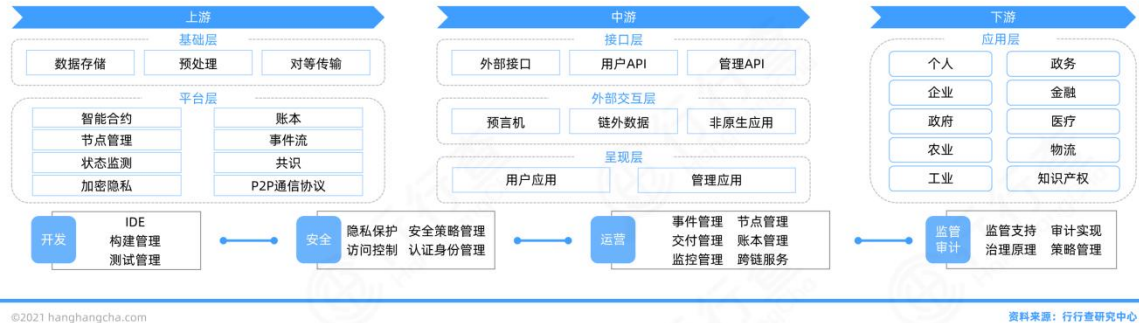 上游
中游
下游
基础层
数据存储 预处理 对等传输
平台层
智能合约 账本
节点管理 事件流
状态监测 共识
加密隐私 P2P通信协议
接口层
外部接口 用户API 管理API
外部交互层
预言机 链外数据 非原生应用
呈现层
用户应用 管理应用
应用层
个人 政务
企业 金融
政府 医疗
农业 物流
工业 知识产权
开发
IDE
构建管理
测试管理
安全
隐私保护 安全策略管理
访问控制 认证身份管理
运营
事件管理 节点管理
交付管理 账本管理
监控管理 跨链服务
监管
审计
监管支持 审计实现
治理原理 策略管理
©2021 hanghangcha.com
资料来源：行行查研究中心